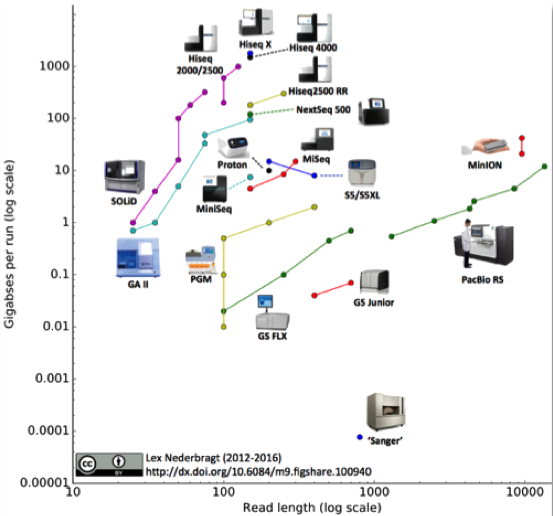 Hiseq X
Hiseq 4000
Hiseq
2000/2500
Hiseq2500 RR
NextSeq 500
Proton
MiSeq
MinION
SOLiD
MiniSeq
S5/S5XL
GA II
PGM
PacBio RS
GS Junior
GS FLX
'Sanger'
Gigabses per run (log scale)
1000
100
10
1
0.1
0.01
0.001
0.0001
0.00001
cc
BY
Lex Nederbragt (2012-2016)
http://dx.doi.org/10.6084/m9.figshare.100940
10
100
1000
10000
Read length (log scale)